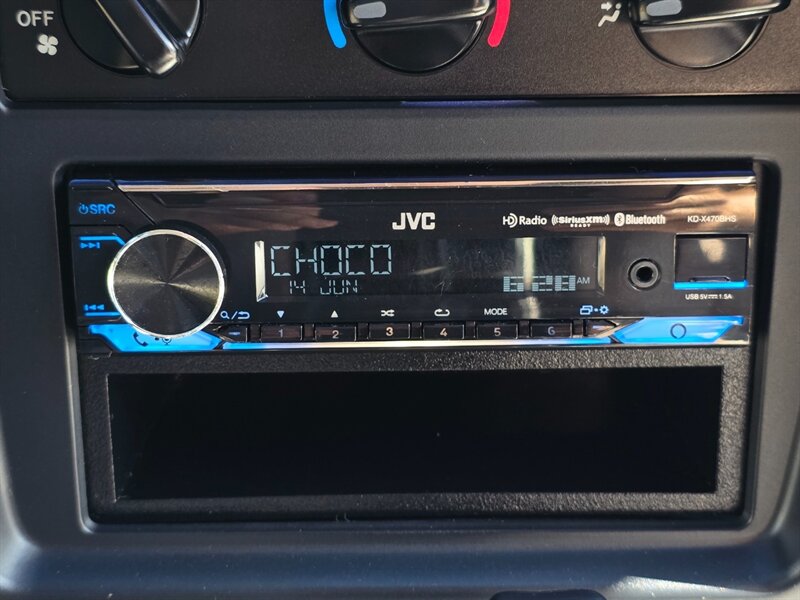 OFF
SRC
JVC
HD Radio
SiriusXM
READY
Bluetooth
KD-X470BHS
CHOCO
14 JUN
6:28 AM
USB 5V 1.5A
MODE
1 2 3 4 5 6